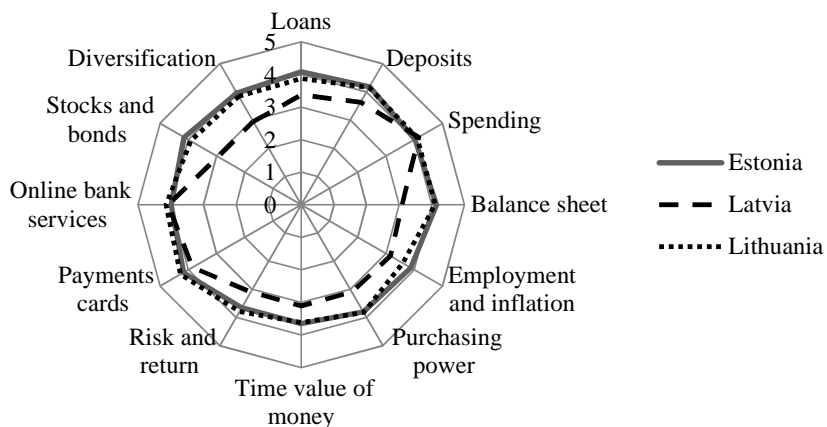 Loans
Deposits
Spending
Balance sheet
Employment
and inflation
Purchasing
power
Time value of
money
Risk and
return
Payments
cards
Online bank
services
Stocks and
bonds
Diversification
5
4
3
2
1
0
Estonia
Latvia
Lithuania